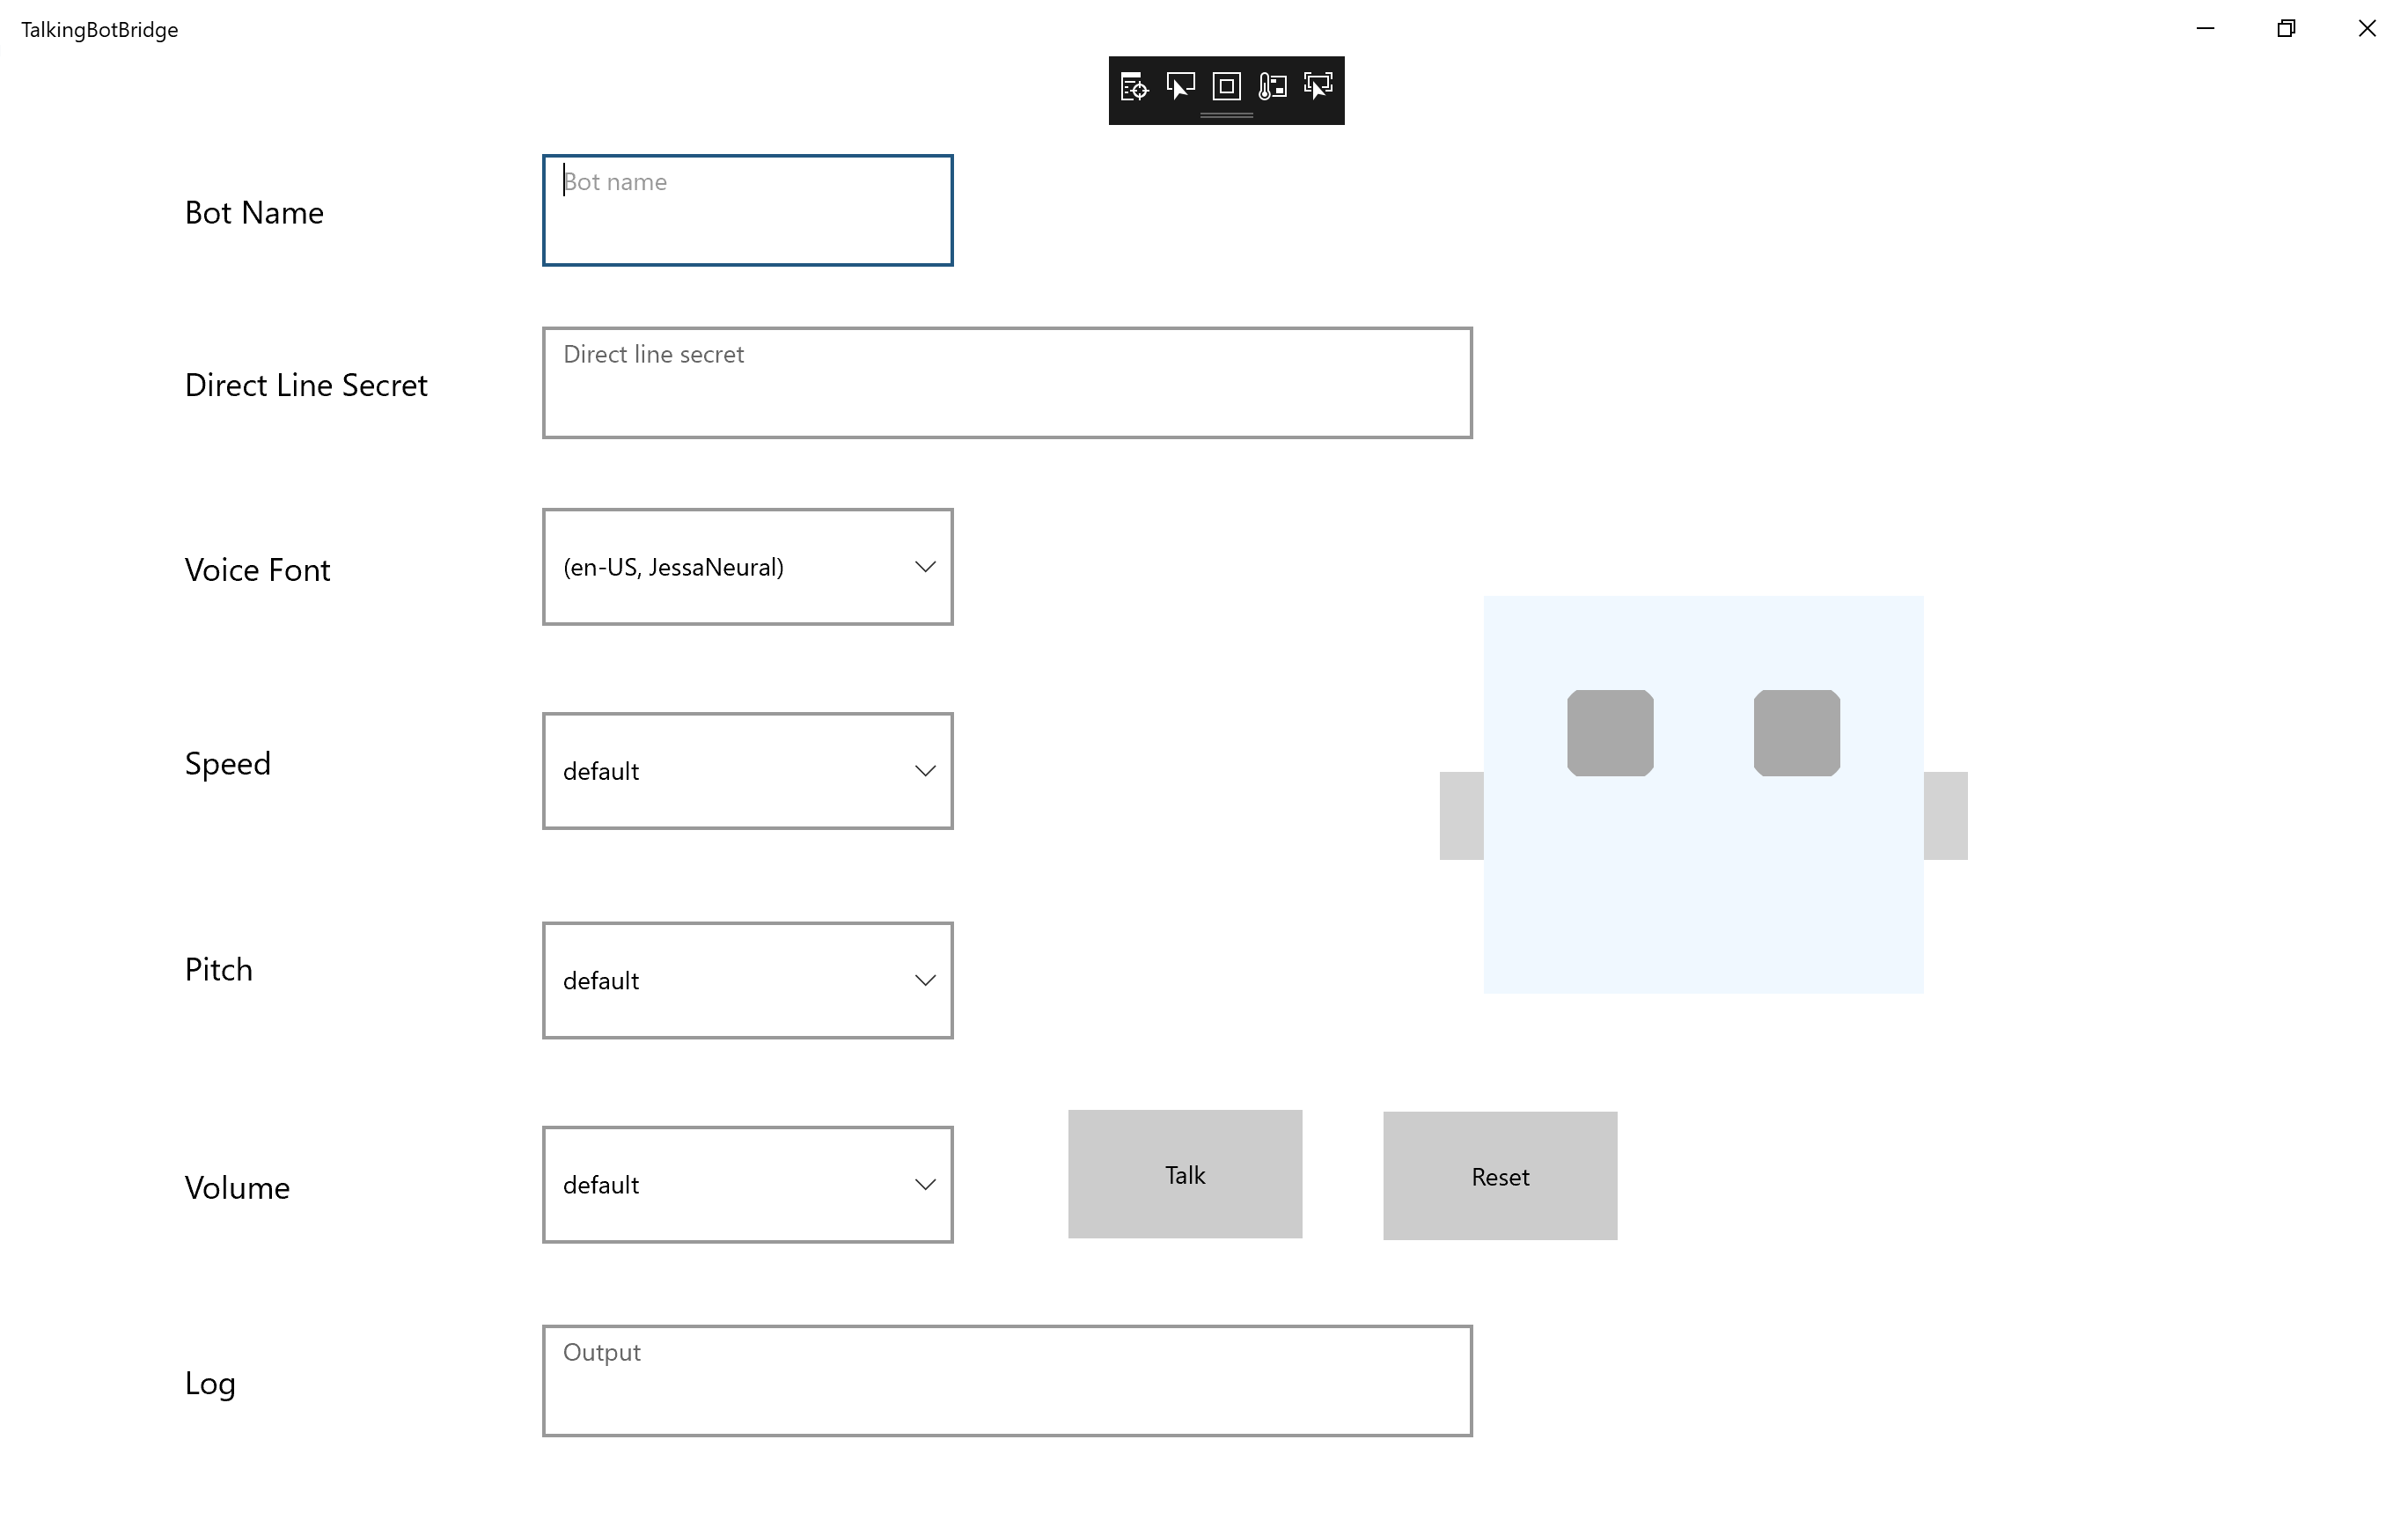 TalkingBotBridge
Bot Name
Bot name
Direct Line Secret
Direct line secret
Voice Font
(en-US, JessaNeural)
Speed
default
Pitch
default
Volume
default
Talk
Reset
Log
Output